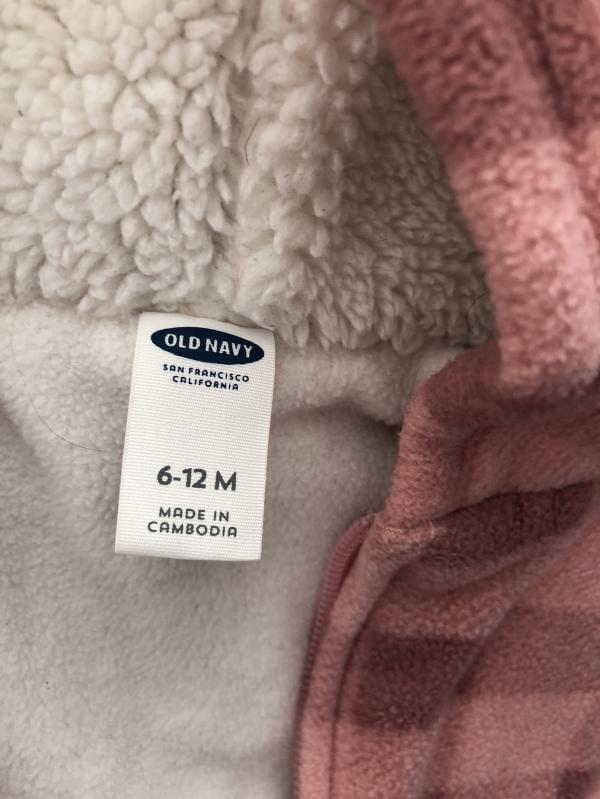 OLD NAVY
SAN FRANCISCO
CALIFORNIA
6-12 M
MADE IN
CAMBODIA